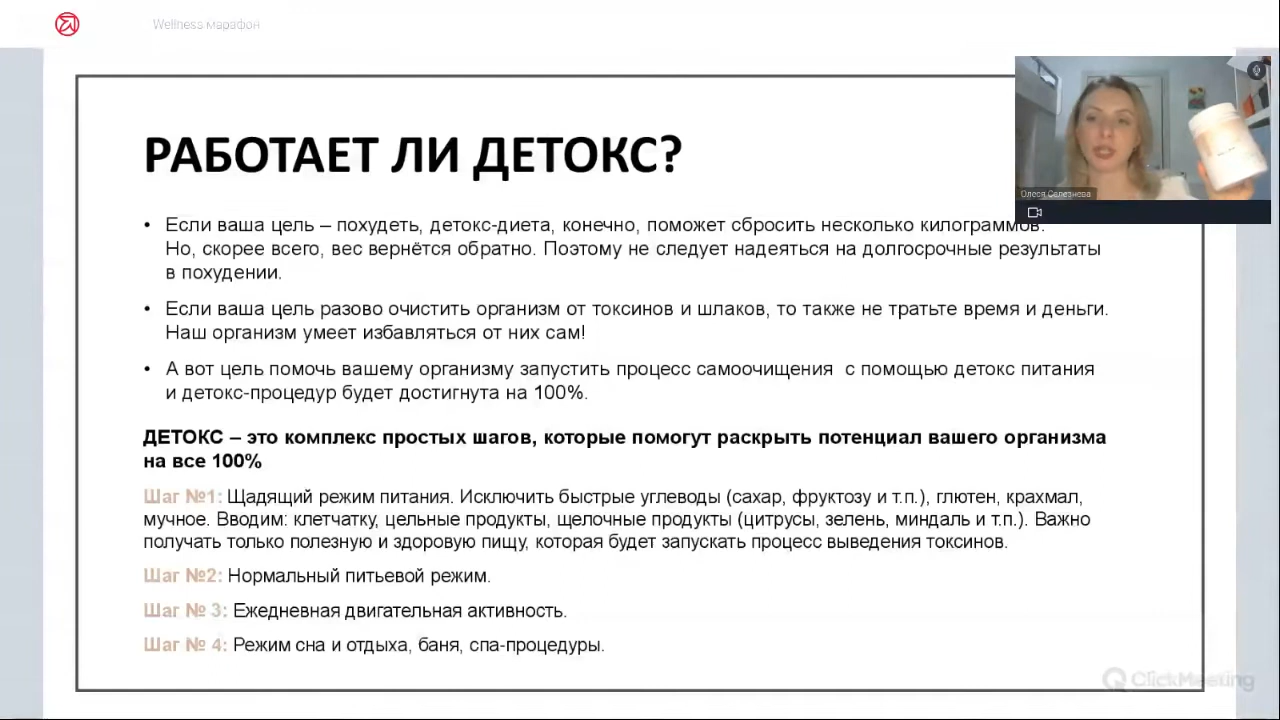 Wellness марафон
РАБОТАЕТ ЛИ ДЕТОКС?
Олеся Селезнева
• Если ваша цель – похудеть, детокс-диета, конечно, поможет сбросить несколько килограммов.
Но, скорее всего, вес вернётся обратно. Поэтому не следует надеяться на долгосрочные результаты
в похудении.
• Если ваша цель разово очистить организм от токсинов и шлаков, то также не тратьте время и деньги.
Наш организм умеет избавляться от них сам!
• А вот цель помочь вашему организму запустить процесс самоочищения с помощью детокс питания
и детокс-процедур будет достигнута на 100%.
ДЕТОКС – это комплекс простых шагов, которые помогут раскрыть потенциал вашего организма
на все 100%
Шаг №1: Щадящий режим питания. Исключить быстрые углеводы (сахар, фруктозу и т.п.), глютен, крахмал,
мучное. Вводим: клетчатку, цельные продукты, щелочные продукты (цитрусы, зелень, миндаль и т.п.). Важно
получать только полезную и здоровую пищу, которая будет запускать процесс выведения токсинов.
Шаг №2: Нормальный питьевой режим.
Шаг № 3: Ежедневная двигательная активность.
Шаг № 4: Режим сна и отдыха, баня, спа-процедуры.
ClickMeeting